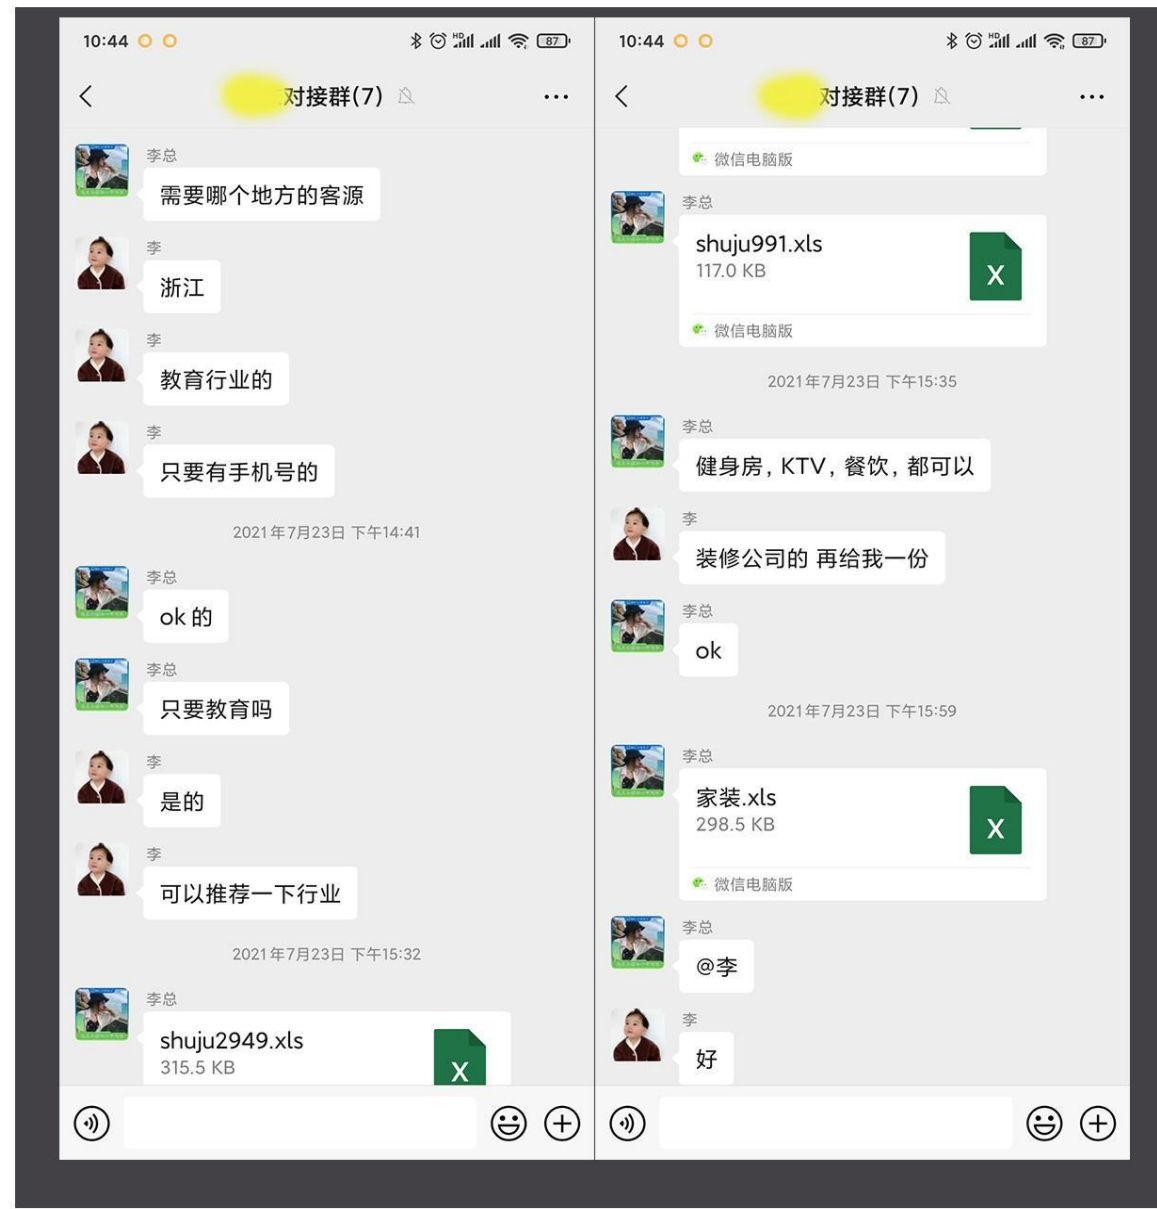 10:44
HD
87
对接群(7)
李总
需要哪个地方的客源
李
浙江
李
教育行业的
李
只要有手机号的
2021年7月23日 下午14:41
李总
ok的
李总
只要教育吗
李
是的
李
可以推荐一下行业
2021年7月23日 下午15:32
李总
shuju2949.xls
315.5 KB
X
10:44
HD
87
对接群(7)
微信电脑版
李总
shuju991.xls
117.0 KB
X
微信电脑版
2021年7月23日 下午15:35
李总
健身房，KTV，餐饮，都可以
李
装修公司的 再给我一份
李总
ok
2021年7月23日 下午15:59
李总
家装.xls
298.5 KB
X
微信电脑版
李总
@李
李
好